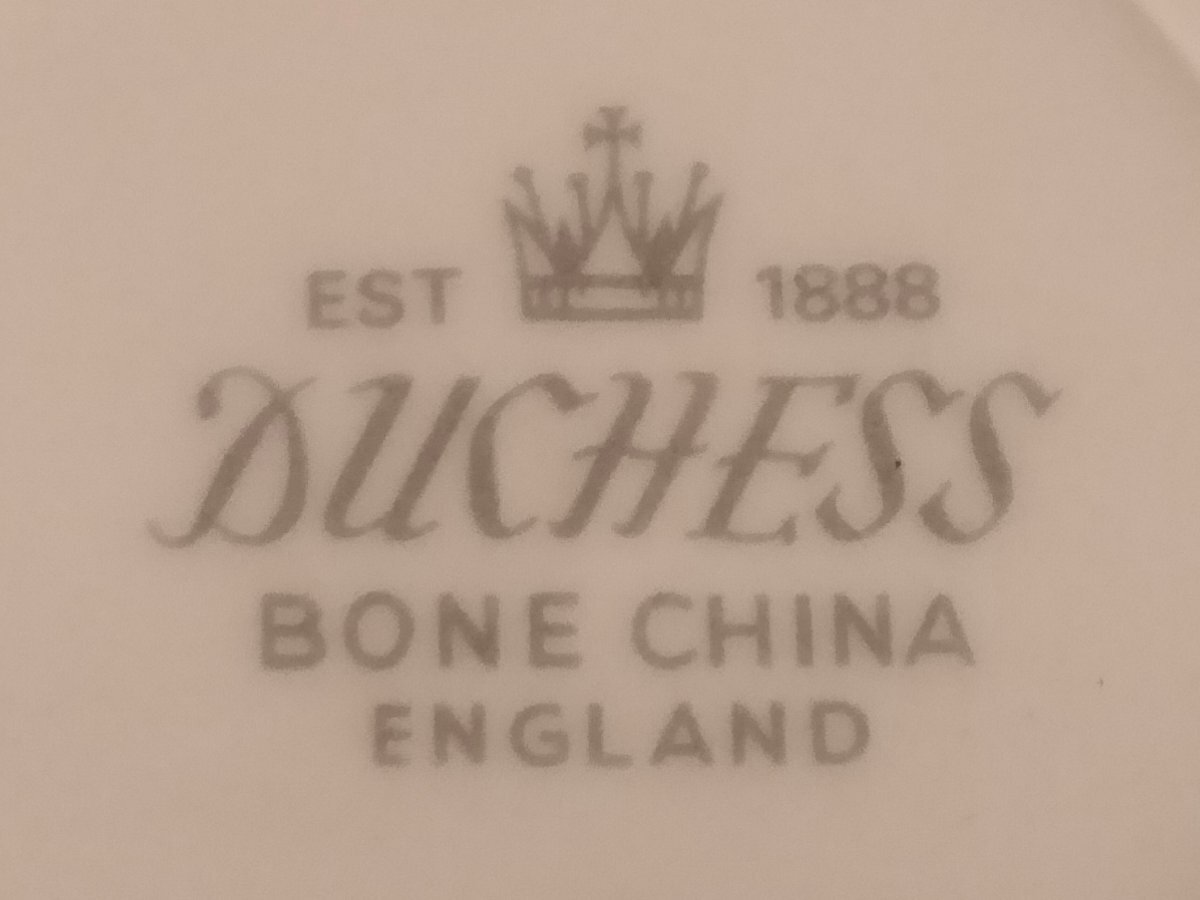 EST 1888
DUCHESS
BONE CHINA
ENGLAND